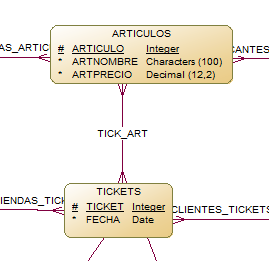 ARTICULOS
AS_ARTIC
# ARTICULO Integer
CANTES
* ARTNOMBRE Characters (100)
* ARTPRECIO Decimal (12,2)
TICK_ART
TICKETS
IENDAS_TICK
# TICKET Integer
CLIENTES_TICKETS
* FECHA Date